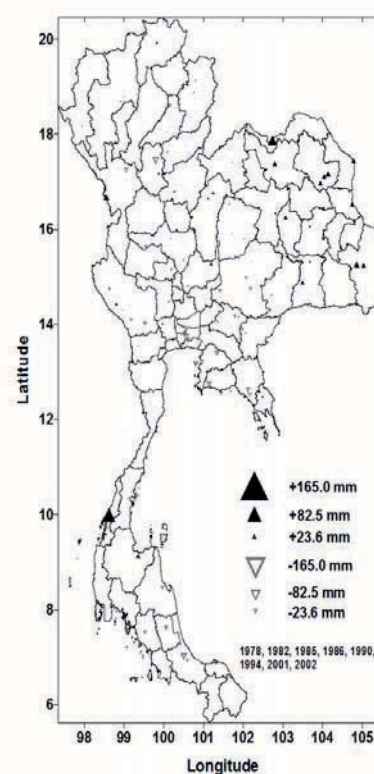 20
18
16
14
12
10
8
6
Latitude
+165.0 mm
+82.5 mm
+23.6 mm
-165.0 mm
-82.5 mm
-23.6 mm
1978, 1982, 1985, 1986, 1990,
1994, 2001, 2002
98 99 100 101 102 103 104 105
Longitude